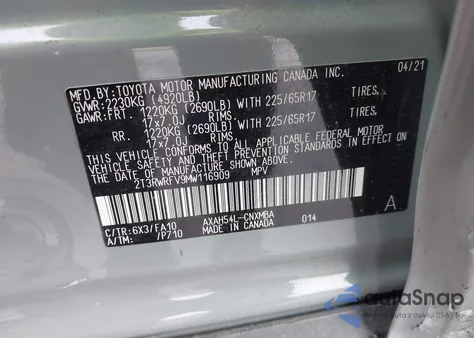 MFD.BY:TOYOTA MOTOR MANUFACTURING CANADA INC. 04/21
GVWR:2230KG (4920LB)
GAWR:FRT. 1220KG (2690LB) WITH 225/65R17 TIRES,
17x7.0J RIMS,
RR. 1220KG (2690LB) WITH 225/65R17 TIRES,
17x7.0J RIMS.
THIS VEHICLE CONFORMS TO ALL APPLICABLE FEDERAL MOTOR
VEHICLE SAFETY AND THEFT PREVENTION STANDARDS IN EFFECT ON
THE DATE OF MANUFACTURE SHOWN ABOVE.
2T3RWRFV9MW116909 MPV
C/TR:6X3/FA10 AXAH54L-CNXMBA 014
A/TM: /P710 MADE IN CANADA
A
autaSnap